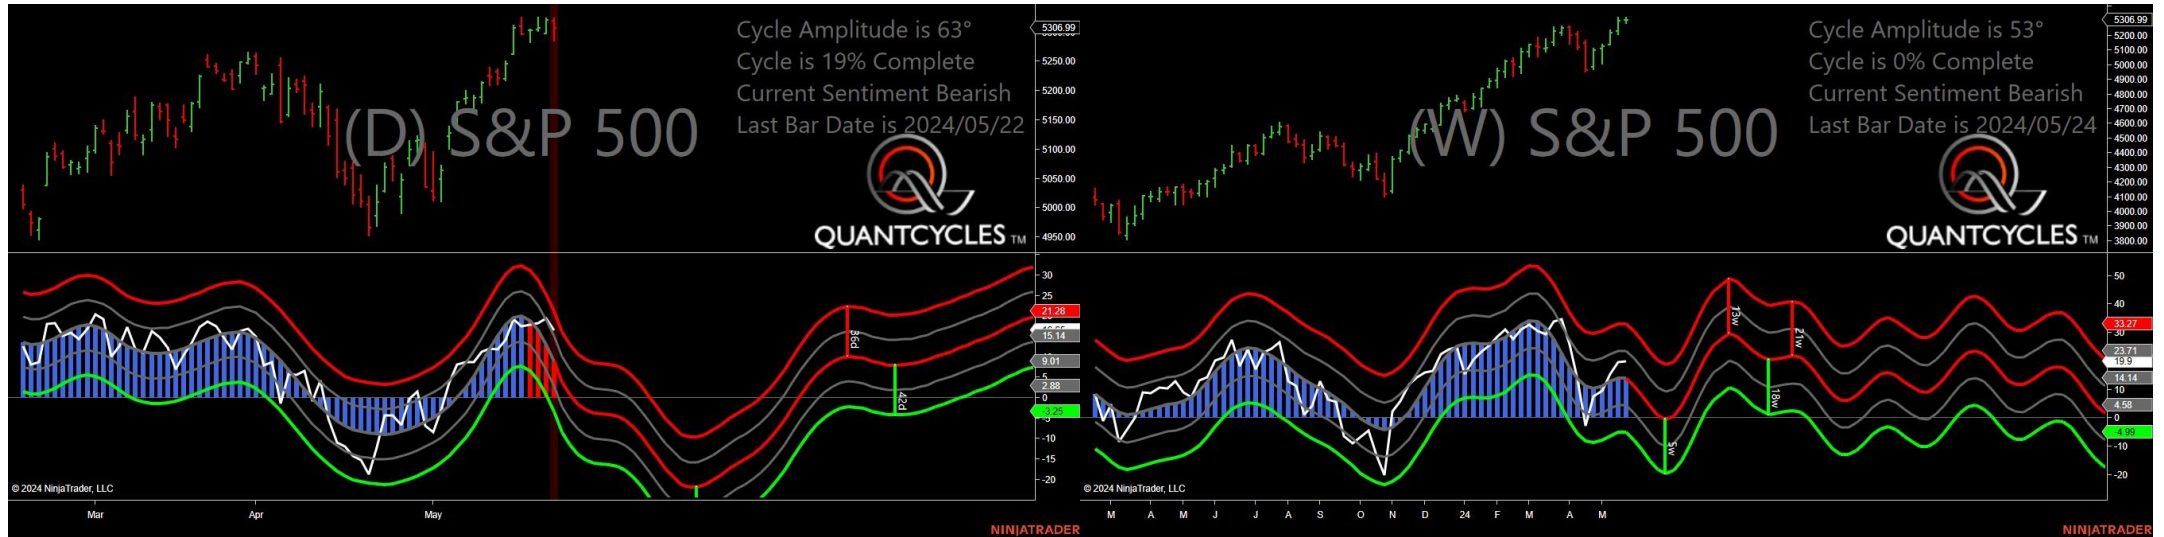 Cycle Amplitude is 63°
Cycle is 19% Complete
Current Sentiment Bearish
Last Bar Date is 2024/05/22
(D) S&P 500
QUANTCYCLES TM
5306.99
5250.00
5200.00
5150.00
5100.00
5050.00
5000.00
4950.00
30
25
21.28
15.14
9.01
5
2.88
0
-3.25
-5
-10
-15
-20
36d
42d
© 2024 NinjaTrader, LLC
Mar Apr May
NINJATRADER
Cycle Amplitude is 53°
Cycle is 0% Complete
Current Sentiment Bearish
Last Bar Date is 2024/05/24
(W) S&P 500
QUANTCYCLES TM
5306.99
5200.00
5100.00
5000.00
4900.00
4800.00
4700.00
4600.00
4500.00
4400.00
4300.00
4200.00
4100.00
4000.00
3900.00
3800.00
50
40
33.27
30
23.71
19.9
14.14
10
4.58
0
-4.99
-10
-20
5w
13w
18w
21w
© 2024 NinjaTrader, LLC
M A M J J A S O N D 24 F M A M
NINJATRADER